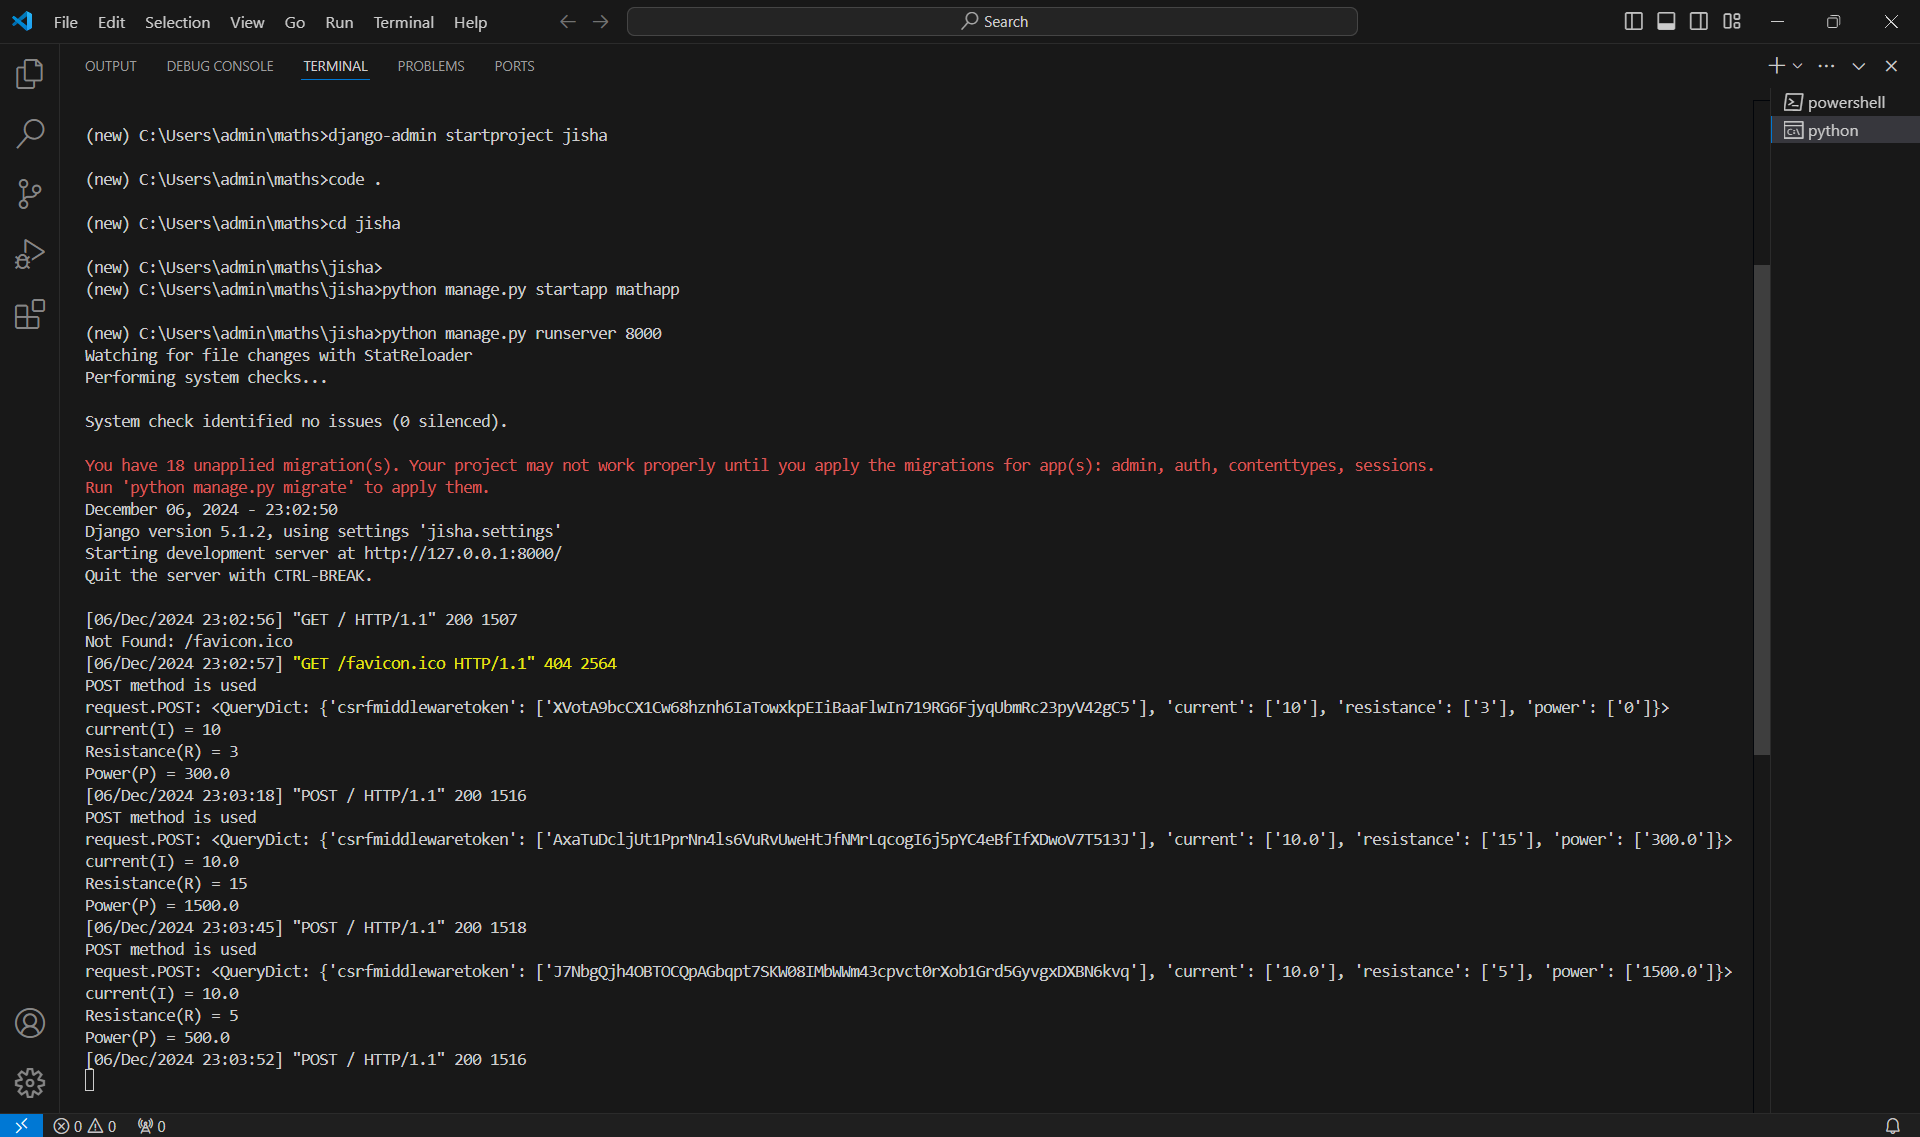 File Edit Selection View Go Run Terminal Help Search
OUTPUT DEBUG CONSOLE TERMINAL PROBLEMS PORTS
powershell
python
(new) C:\Users\admin\maths>django-admin startproject jisha
(new) C:\Users\admin\maths>code .
(new) C:\Users\admin\maths>cd jisha
(new) C:\Users\admin\maths\jisha>
(new) C:\Users\admin\maths\jisha>python manage.py startapp mathapp
(new) C:\Users\admin\maths\jisha>python manage.py runserver 8000
Watching for file changes with StatReloader
Performing system checks...
System check identified no issues (0 silenced).
You have 18 unapplied migration(s). Your project may not work properly until you apply the migrations for app(s): admin, auth, contenttypes, sessions.
Run 'python manage.py migrate' to apply them.
December 06, 2024 - 23:02:50
Django version 5.1.2, using settings 'jisha.settings'
Starting development server at http://127.0.0.1:8000/
Quit the server with CTRL-BREAK.
[06/Dec/2024 23:02:56] "GET / HTTP/1.1" 200 1507
Not Found: /favicon.ico
[06/Dec/2024 23:02:57] "GET /favicon.ico HTTP/1.1" 404 2564
POST method is used
request.POST: <QueryDict: {'csrfmiddlewaretoken': ['XVotA9bcCX1Cw68hznh6IaTowxkpEIiBaaFlwIn719RG6FjyqUbmRc23pyV42gC5'], 'current': ['10'], 'resistance': ['3'], 'power': ['0']}>
current(I) = 10
Resistance(R) = 3
Power(P) = 300.0
[06/Dec/2024 23:03:18] "POST / HTTP/1.1" 200 1516
POST method is used
request.POST: <QueryDict: {'csrfmiddlewaretoken': ['AxaTuDcljUt1PprNn4ls6VuRvUweHtJfNMrLqcogI6j5pYC4eBfIfXDwoV7T513J'], 'current': ['10.0'], 'resistance': ['15'], 'power': ['300.0']}>
current(I) = 10.0
Resistance(R) = 15
Power(P) = 1500.0
[06/Dec/2024 23:03:45] "POST / HTTP/1.1" 200 1518
POST method is used
request.POST: <QueryDict: {'csrfmiddlewaretoken': ['J7NbgQjh4OBTOCQpAGbqpt7SKW08IMbWWm43cpvct0rXob1Grd5GyvgxDXBN6kvq'], 'current': ['10.0'], 'resistance': ['5'], 'power': ['1500.0']}>
current(I) = 10.0
Resistance(R) = 5
Power(P) = 500.0
[06/Dec/2024 23:03:52] "POST / HTTP/1.1" 200 1516
0 0 0